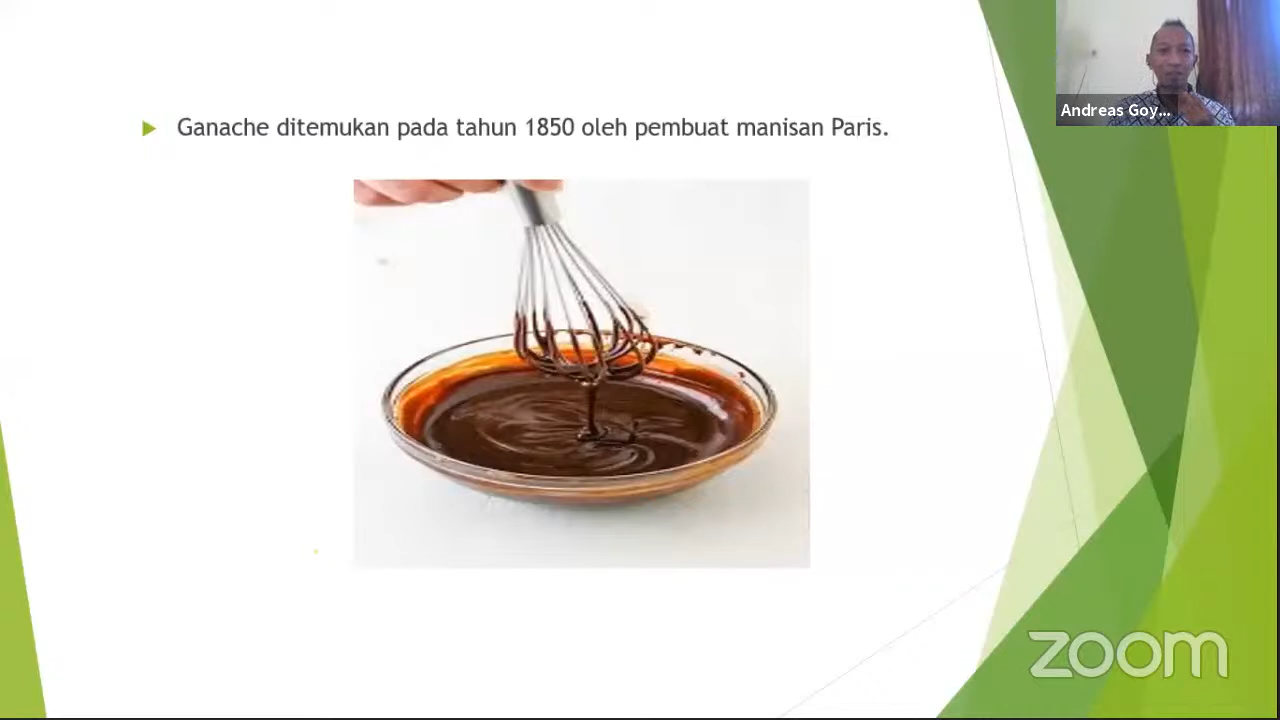 Ganache ditemukan pada tahun 1850 oleh pembuat manisan Paris.
Andreas Goy...
zoom